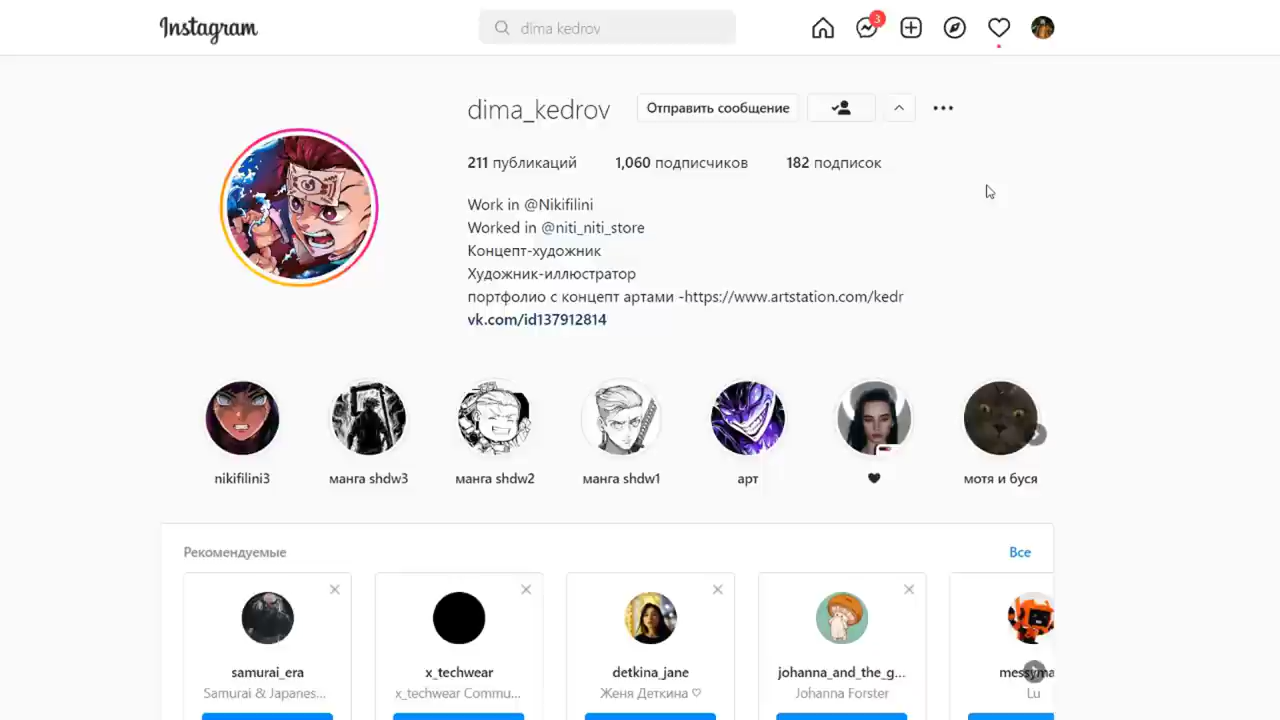 Instagram
dima kedrov
3
dima_kedrov
Отправить сообщение
211 публикаций 1,060 подписчиков 182 подписок
Work in @Nikifilini
Worked in @niti_niti_store
Концепт-художник
Художник-иллюстратор
портфолио с концепт артами -https://www.artstation.com/kedr
vk.com/id137912814
nikifilini3 манга shdw3 манга shdw2 манга shdw1 арт 🖤 мотя и буся
Рекомендуемые Все
samurai_era x_techwear detkina_jane johanna_and_the_g... messyma
Samurai & Japanes... x_techwear Commu... Женя Деткина ♡ Johanna Forster Lu